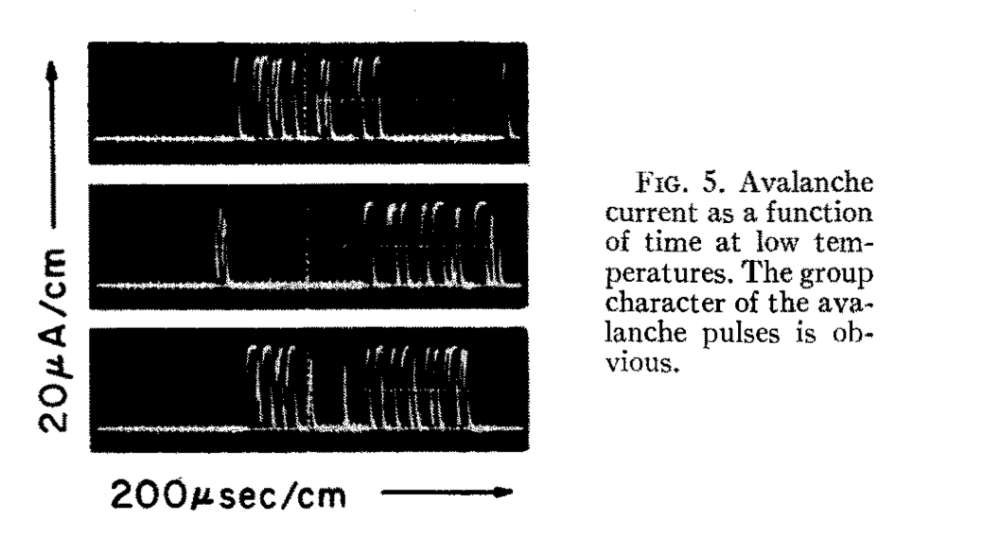 20μA/cm
200μsec/cm
FIG. 5. Avalanche
current as a function
of time at low tem-
peratures. The group
character of the ava-
lanche pulses is ob-
vious.